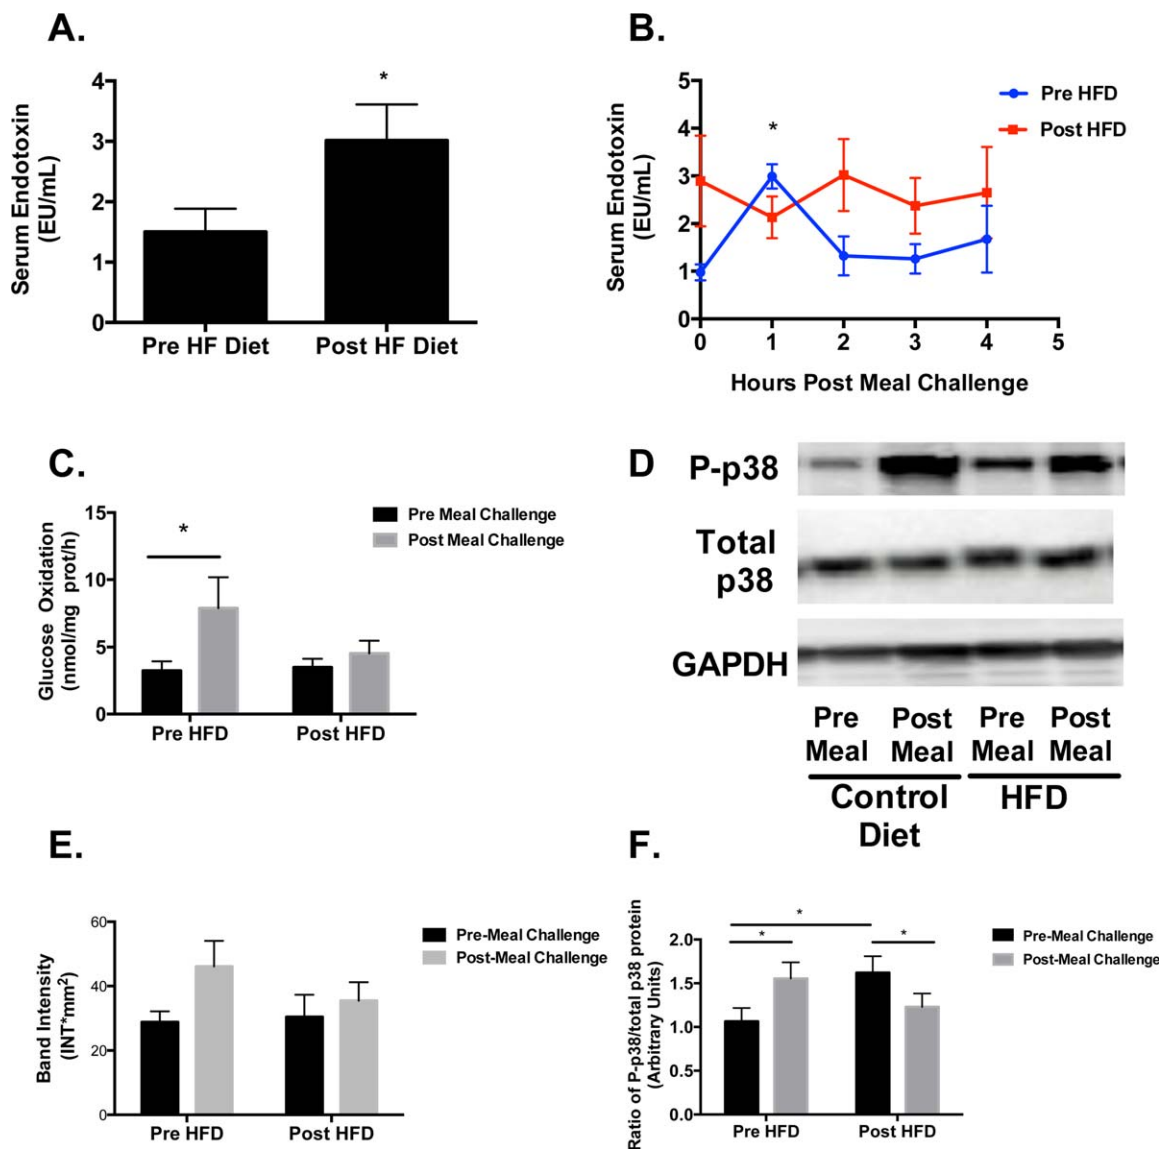 A.
Serum Endotoxin
(EU/mL)
4
3
2
1
0
*
Pre HF Diet
Post HF Diet
B.
Serum Endotoxin
(EU/mL)
5
4
3
2
1
0
*
Pre HFD
Post HFD
0 1 2 3 4 5
Hours Post Meal Challenge
C.
Glucose Oxidation
(nmol/mg prot/h)
15
10
5
0
*
Pre Meal Challenge
Post Meal Challenge
Pre HFD
Post HFD
D
P-p38
Total
p38
GAPDH
Pre
Meal
Post
Meal
Pre
Meal
Post
Meal
Control
Diet
HFD
E.
Band Intensity
(INT*mm2)
60
40
20
0
Pre-Meal Challenge
Post-Meal Challenge
Pre HFD
Post HFD
F.
Ratio of P-p38/total p38 protein
(Arbitrary Units)
2.0
1.5
1.0
0.5
0.0
*
*
*
Pre-Meal Challenge
Post-Meal Challenge
Pre HFD
Post HFD